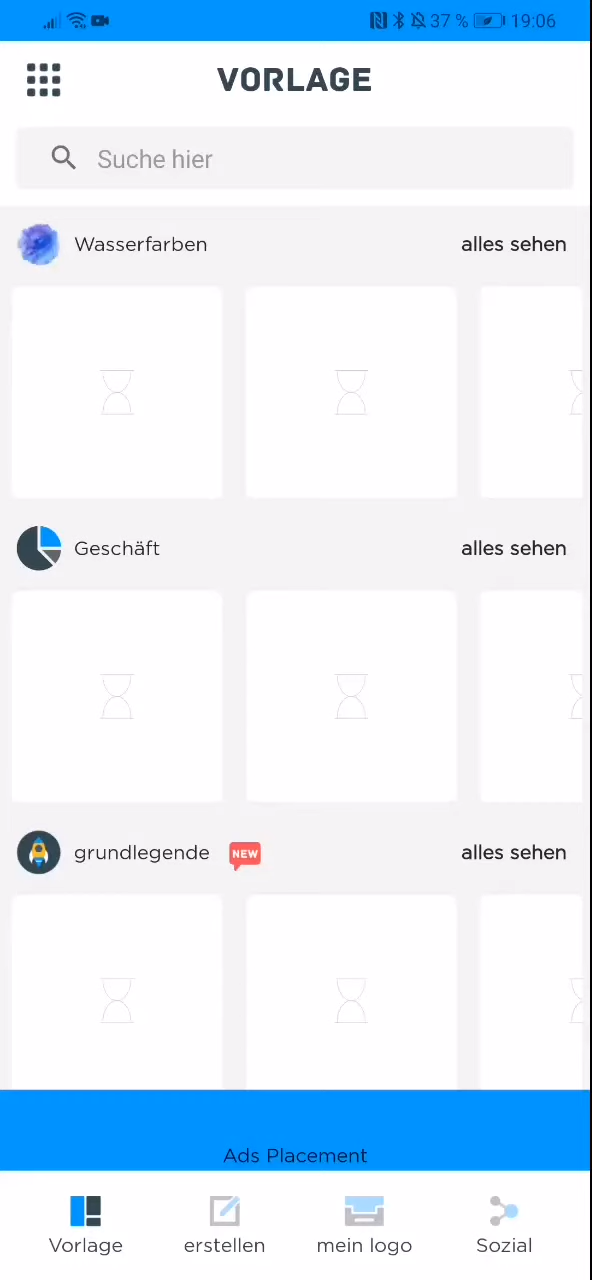 37 % 19:06
VORLAGE
Suche hier
Wasserfarben alles sehen
Geschäft alles sehen
grundlegende NEW alles sehen
Ads Placement
Vorlage erstellen mein logo Sozial